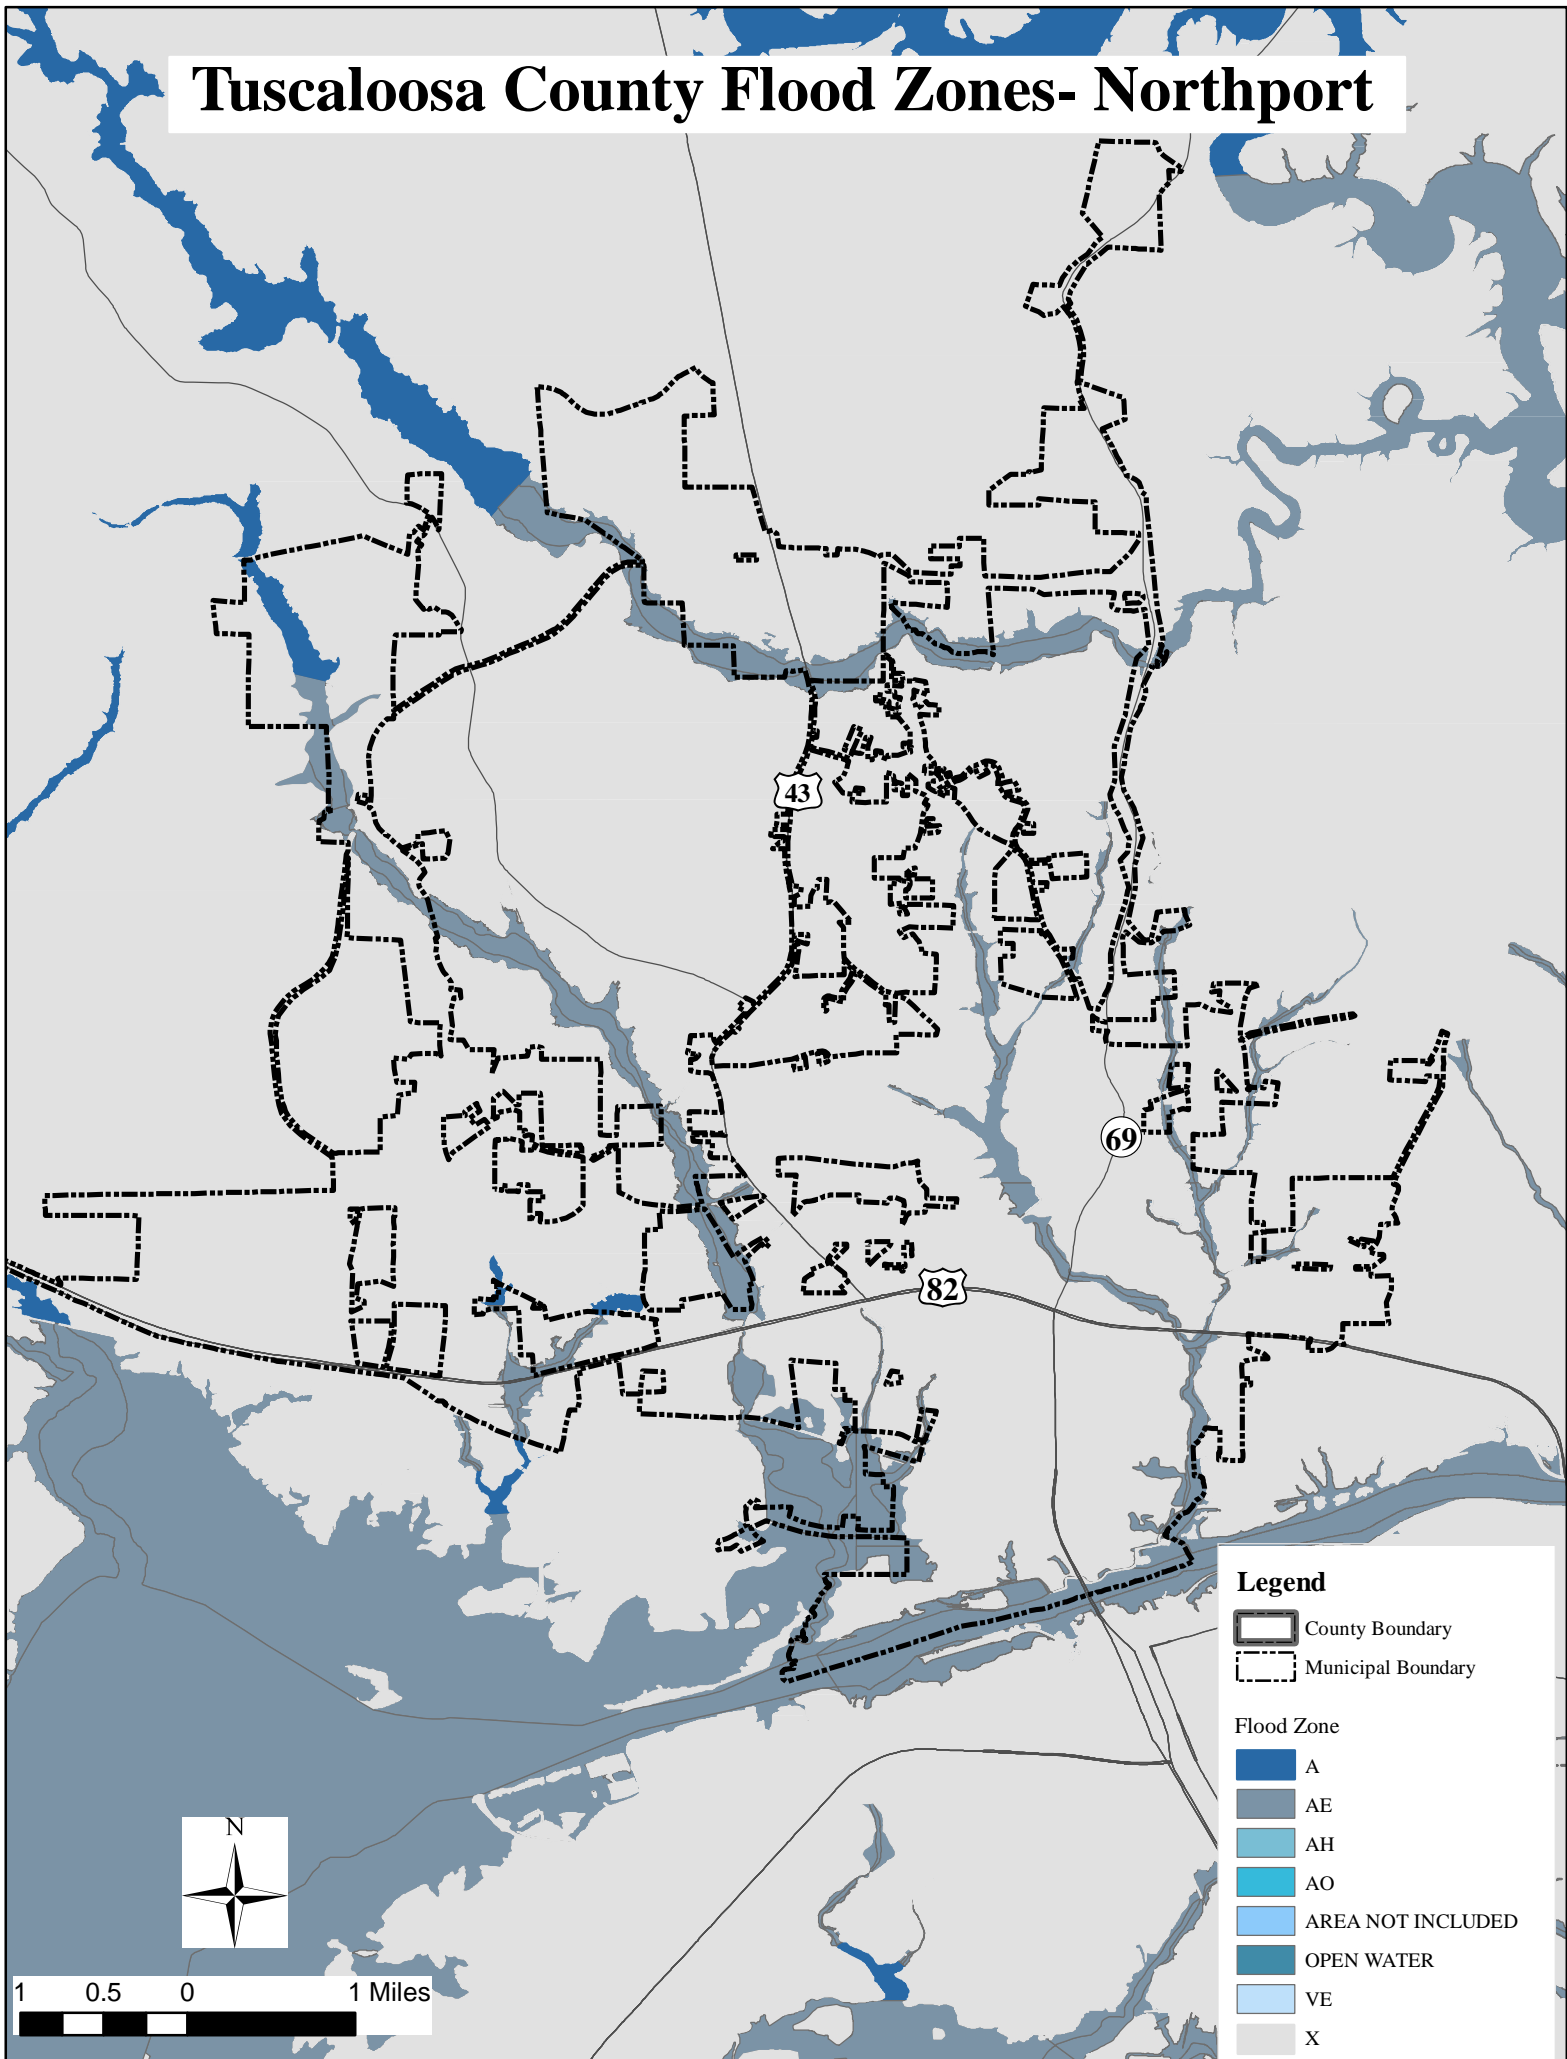 Tuscaloosa County Flood Zones- Northport
43
69
82
Legend
County Boundary
Municipal Boundary
Flood Zone
A
AE
AH
AO
AREA NOT INCLUDED
OPEN WATER
VE
X
N
1 0.5 0 1 Miles